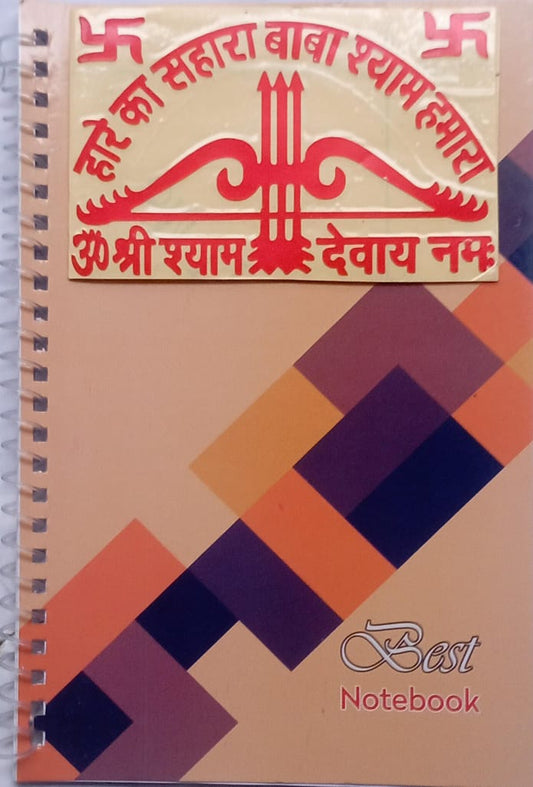 हारे का सहारा बाबा श्याम हमारा
ॐ श्री श्याम देवाय नमः
Best
Notebook